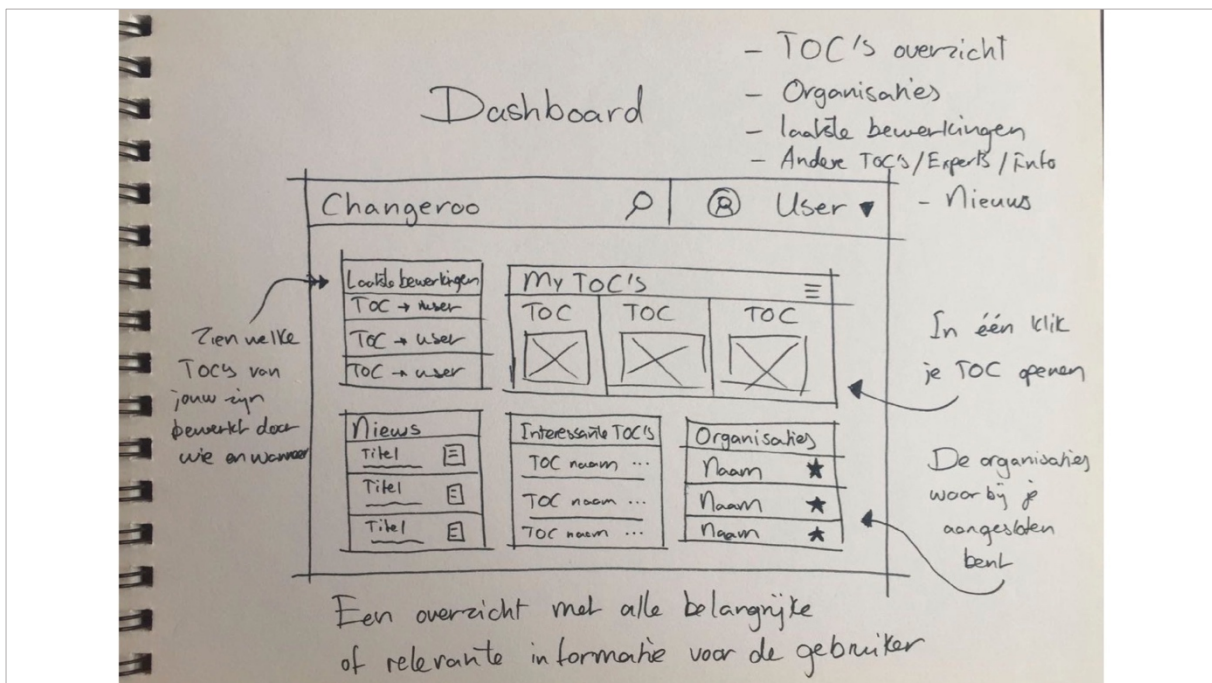 Dashboard
- TOC's overzicht
- Organisaties
- laatste bewerkingen
- Andere TOC's/Experts/Info
- Nieuws
Changeroo
User
Laatste bewerkingen
TOC → user
TOC → user
TOC → user
My TOC'S
TOC
TOC
TOC
Zien welke
TOC's van
jouw zijn
bewerkt door
wie en wanneer
In één klik
je TOC openen
Nieuws
Titel
Titel
Titel
Interessante TOC'S
TOC naam ...
TOC naam ...
TOC naam ...
Organisaties
Naam ★
Naam ★
Naam ★
De organisaties
waar bij je
aangesloten
bent
Een overzicht met alle belangrijke
of relevante informatie voor de gebruiker